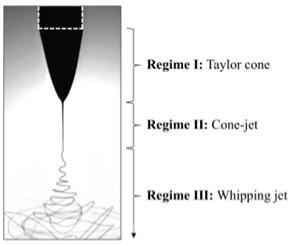 Regime I: Taylor cone
Regime II: Cone-jet
Regime III: Whipping jet